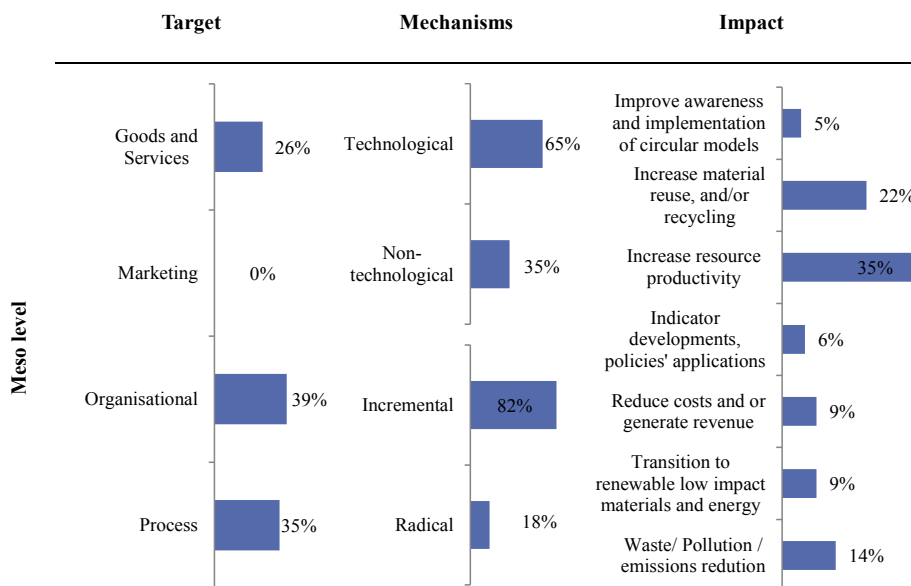 Target
Mechanisms
Impact
Meso level
Goods and
Services
26%
Marketing
0%
Organisational
39%
Process
35%
Technological
65%
Non-
technological
35%
Incremental
82%
Radical
18%
Improve awareness
and implementation
of circular models
5%
Increase material
reuse, and/or
recycling
22%
Increase resource
productivity
35%
Indicator
developments,
policies' applications
6%
Reduce costs and or
generate revenue
9%
Transition to
renewable low impact
materials and energy
9%
Waste/ Pollution /
emissions redution
14%